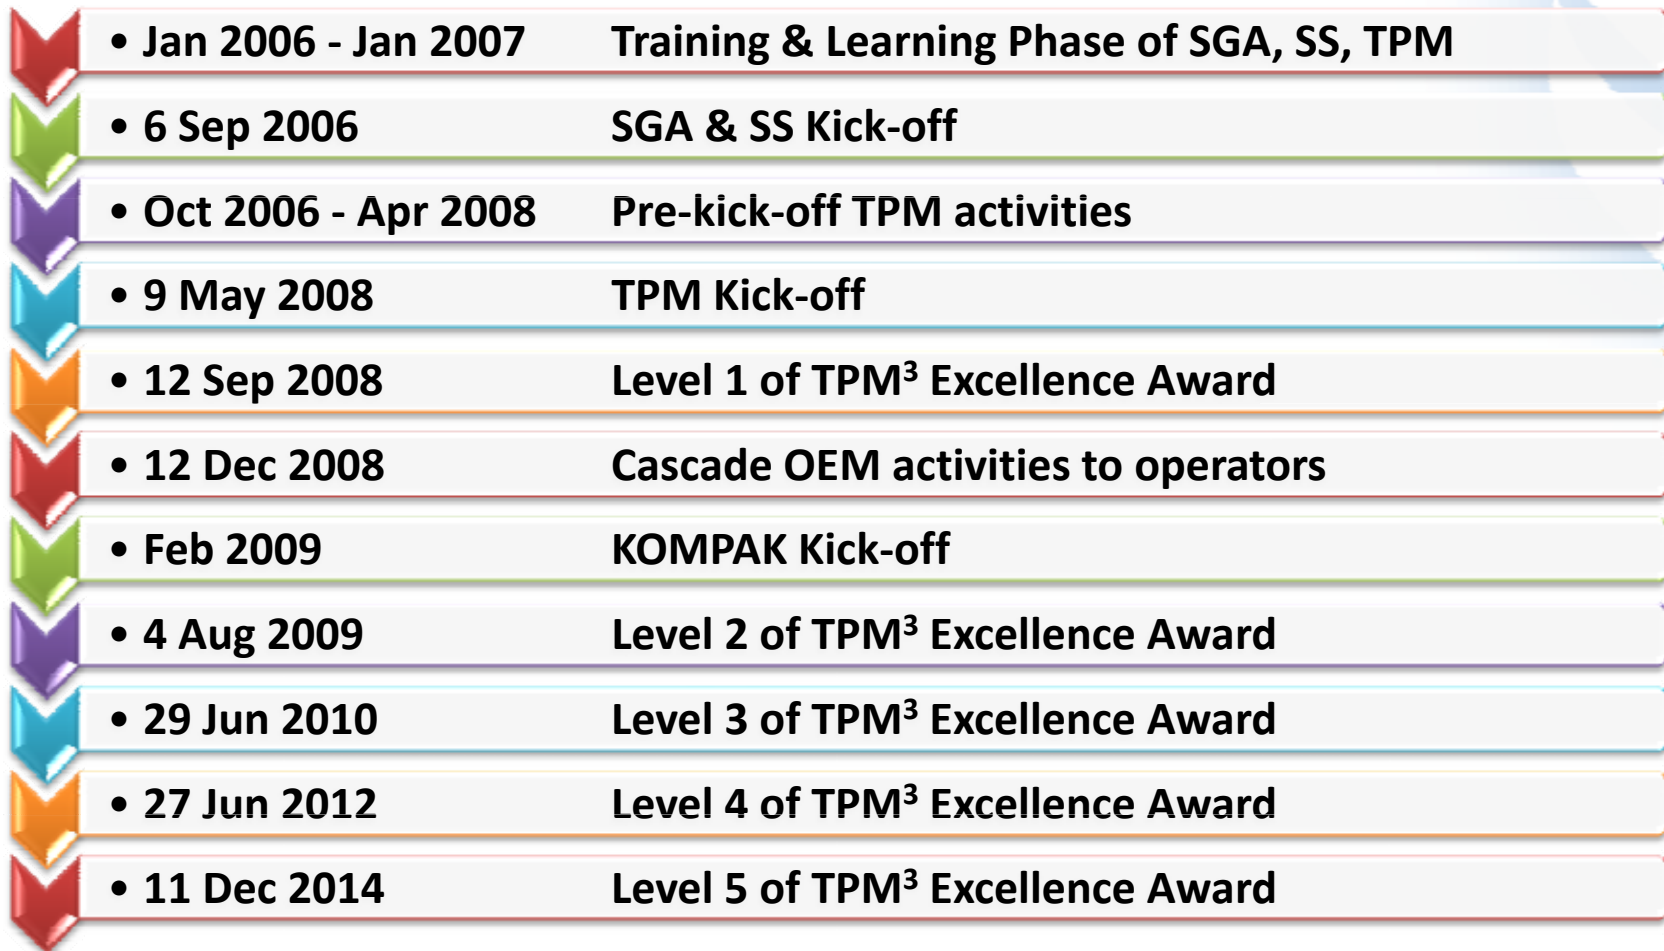 • Jan 2006 - Jan 2007 Training & Learning Phase of SGA, SS, TPM
• 6 Sep 2006 SGA & SS Kick-off
• Oct 2006 - Apr 2008 Pre-kick-off TPM activities
• 9 May 2008 TPM Kick-off
• 12 Sep 2008 Level 1 of TPM³ Excellence Award
• 12 Dec 2008 Cascade OEM activities to operators
• Feb 2009 KOMPAK Kick-off
• 4 Aug 2009 Level 2 of TPM³ Excellence Award
• 29 Jun 2010 Level 3 of TPM³ Excellence Award
• 27 Jun 2012 Level 4 of TPM³ Excellence Award
• 11 Dec 2014 Level 5 of TPM³ Excellence Award